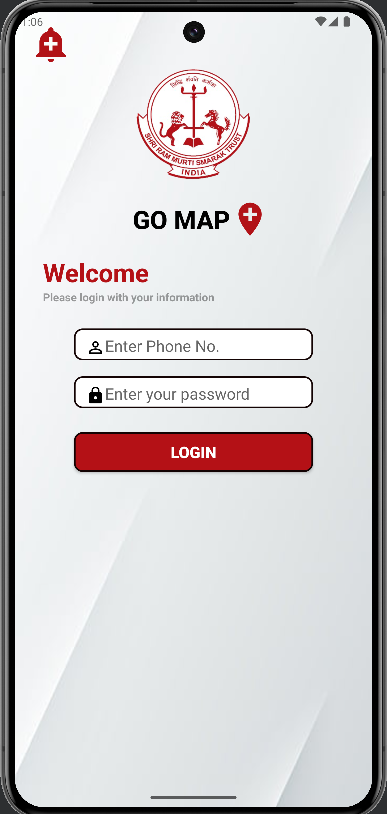 1:06
SHRI RAM MURTI SMARAK TRUST
INDIA
GO MAP
Welcome
Please login with your information
Enter Phone No.
Enter your password
LOGIN